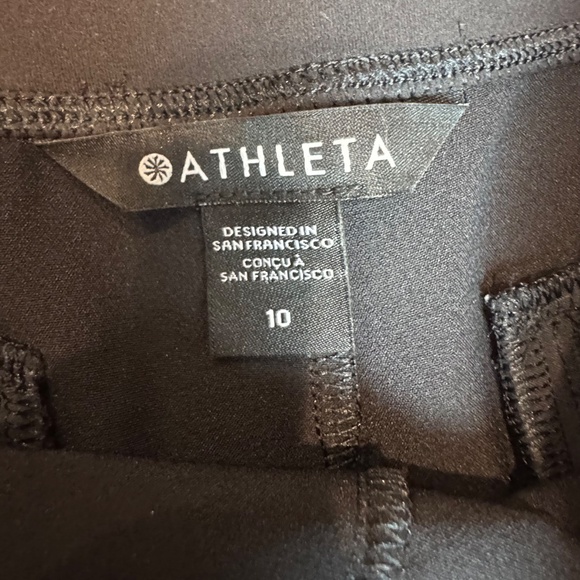 ATHLETA
DESIGNED IN
SAN FRANCISCO
CONÇU À
SAN FRANCISCO
10